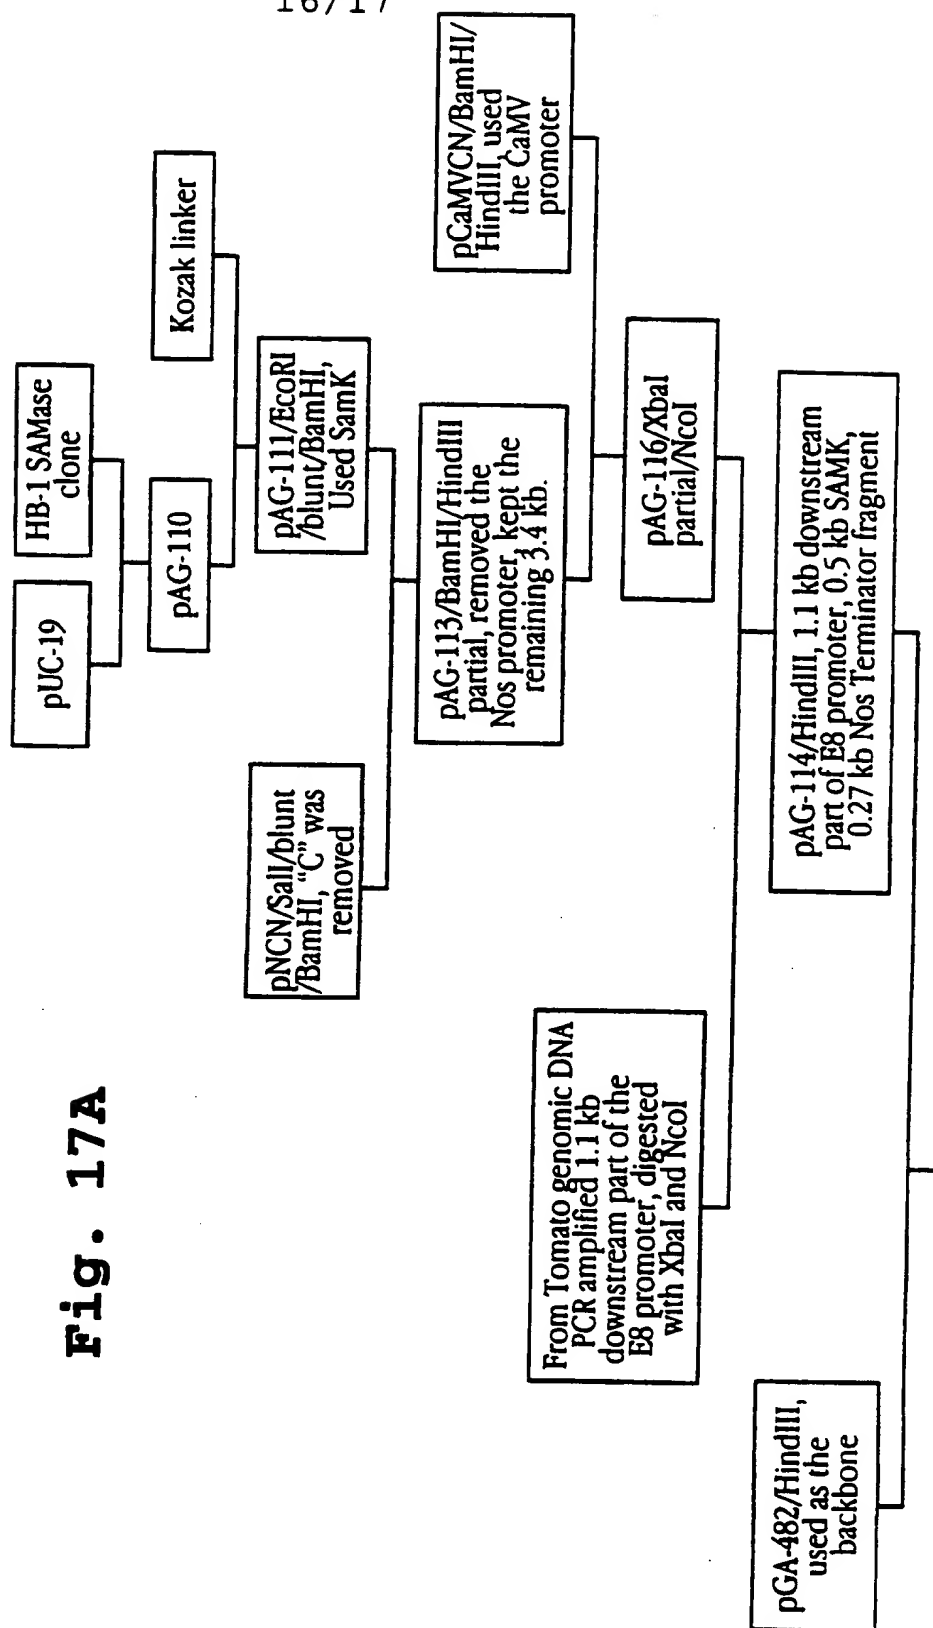 16/17
Fig. 17A
pUC-19
HB-1 SAMase
clone
pAG-110
Kozak linker
pNCN/SalI/blunt
/BamHI, “C” was
removed
pAG-111/EcoRI
/blunt/BamHI,
Used SamK
pAG-113/BamHI/HindIII
partial, removed the
Nos promoter, kept the
remaining 3.4 kb.
pCaMVCN/BamHI/
HindIII, used
the CaMV
promoter
From Tomato genomic DNA
PCR amplified 1.1 kb
downstream part of the
E8 promoter, digested
with XbaI and NcoI
pAG-116/XbaI
partial/NcoI
pGA-482/HindIII,
used as the
backbone
pAG-114/HindIII, 1.1 kb downstream
part of E8 promoter, 0.5 kb SAMK,
0.27 kb Nos Terminator fragment